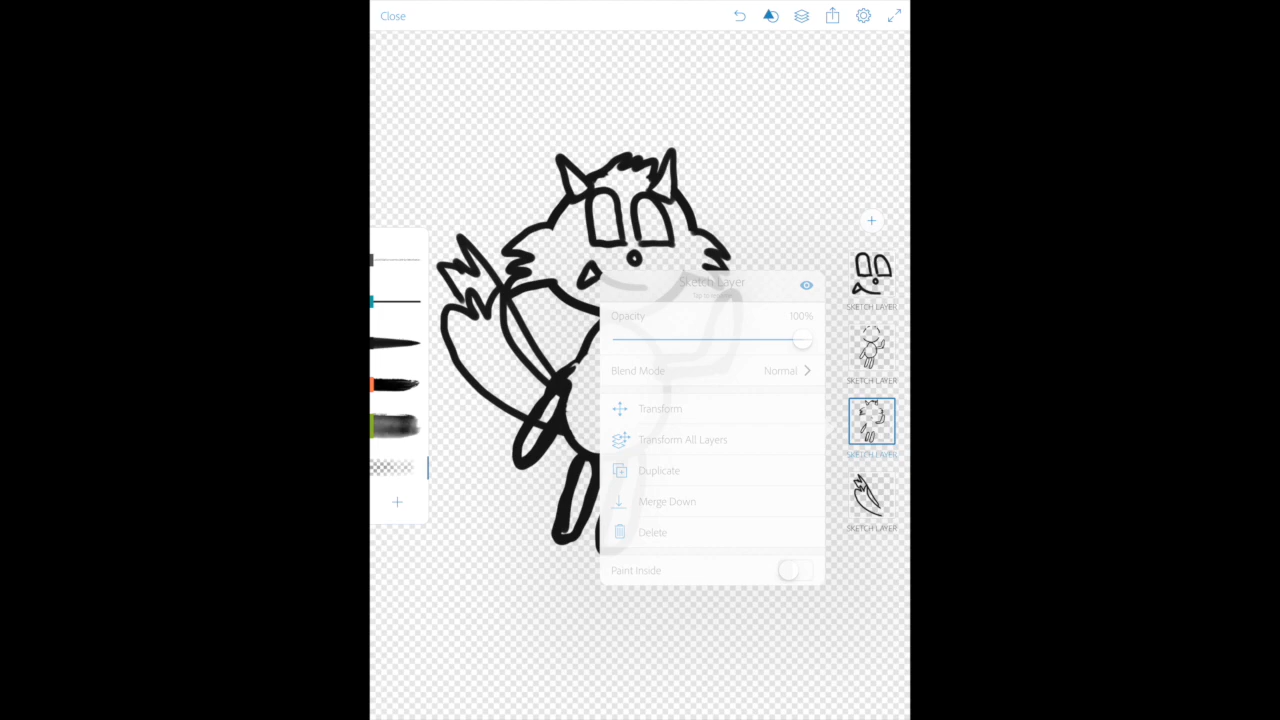 Close
Sketch Layer
Opacity 100%
Blend Mode Normal
Transform
Transform All Layers
Duplicate
Merge Down
Delete
Paint Inside
SKETCH LAYER
SKETCH LAYER
SKETCH LAYER
SKETCH LAYER